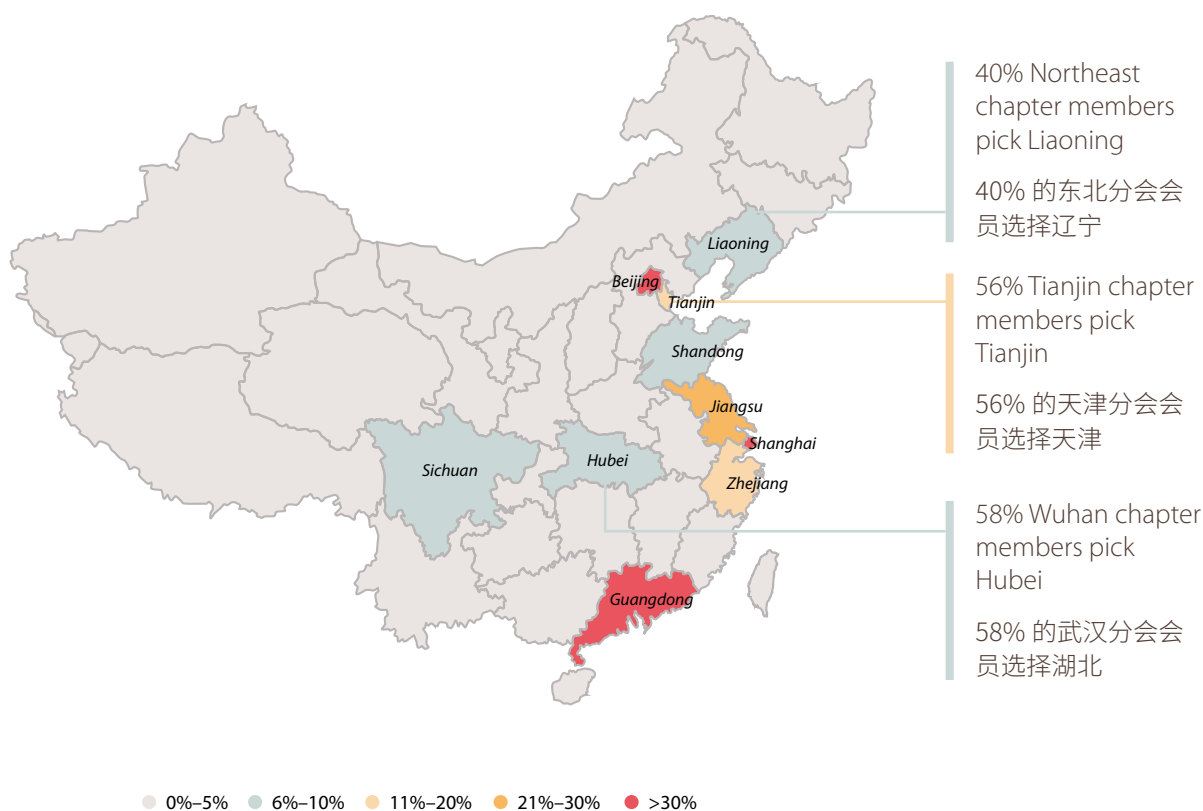 40% Northeast
chapter members
pick Liaoning
40% 的东北分会会
员选择辽宁
Liaoning
Beijing
Tianjin
56% Tianjin chapter
members pick
Tianjin
56% 的天津分会会
员选择天津
Shandong
Jiangsu
Shanghai
Sichuan
Hubei
Zhejiang
58% Wuhan chapter
members pick
Hubei
58% 的武汉分会会
员选择湖北
Guangdong
0%–5% 6%–10% 11%–20% 21%–30% >30%